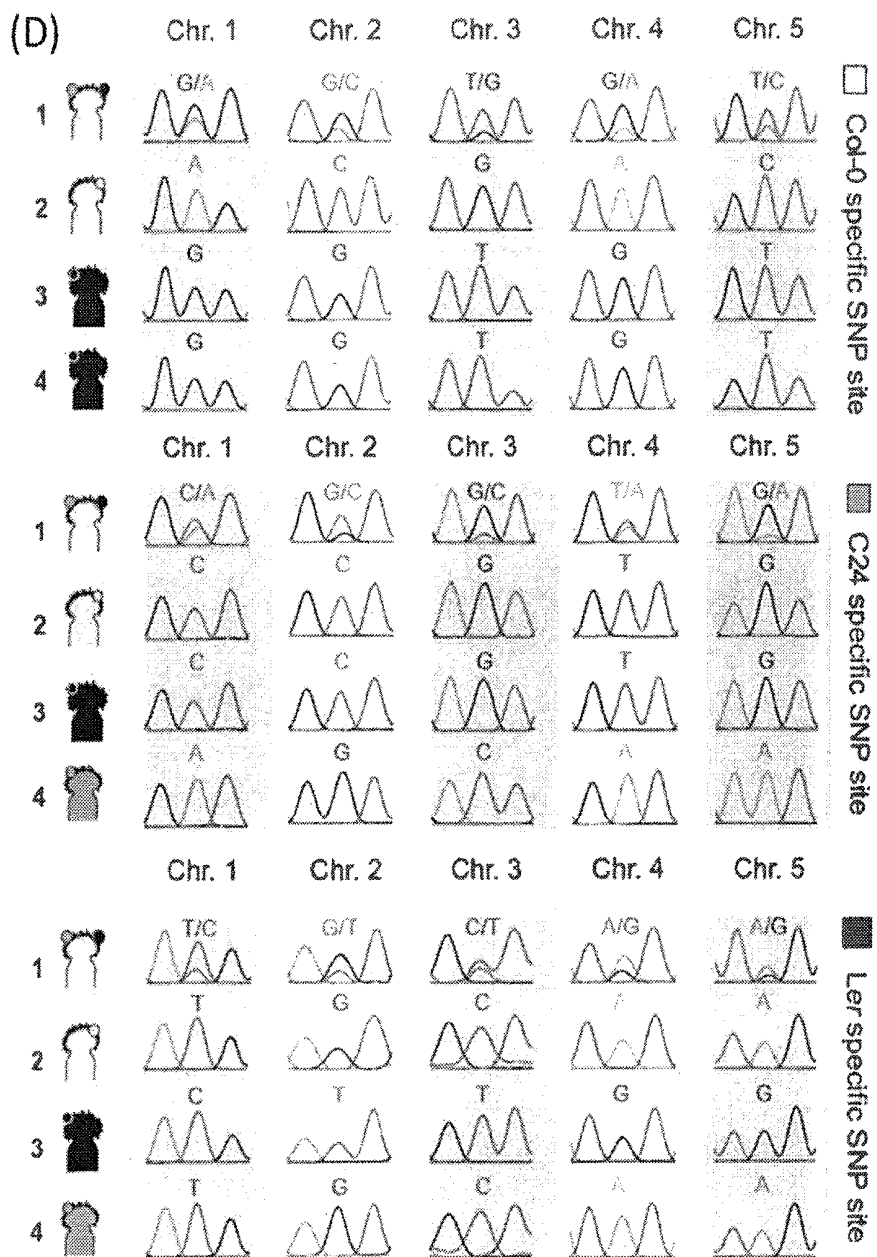 (D)
Chr. 1 Chr. 2 Chr. 3 Chr. 4 Chr. 5
1 G/A G/C T/G G/A T/C
2 A C G A C
3 G G T G T
4 G G T G T
Col-0 specific SNP site
Chr. 1 Chr. 2 Chr. 3 Chr. 4 Chr. 5
1 C/A G/C G/C T/A G/A
2 C C G T G
3 C C G T G
4 A G C A A
C24 specific SNP site
Chr. 1 Chr. 2 Chr. 3 Chr. 4 Chr. 5
1 T/C G/T C/T A/G A/G
2 T G C A A
3 C T T G G
4 T G C A A
Ler specific SNP site